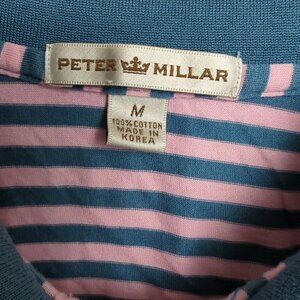 PETER MILLAR
M
100% COTTON
MADE IN
KOREA